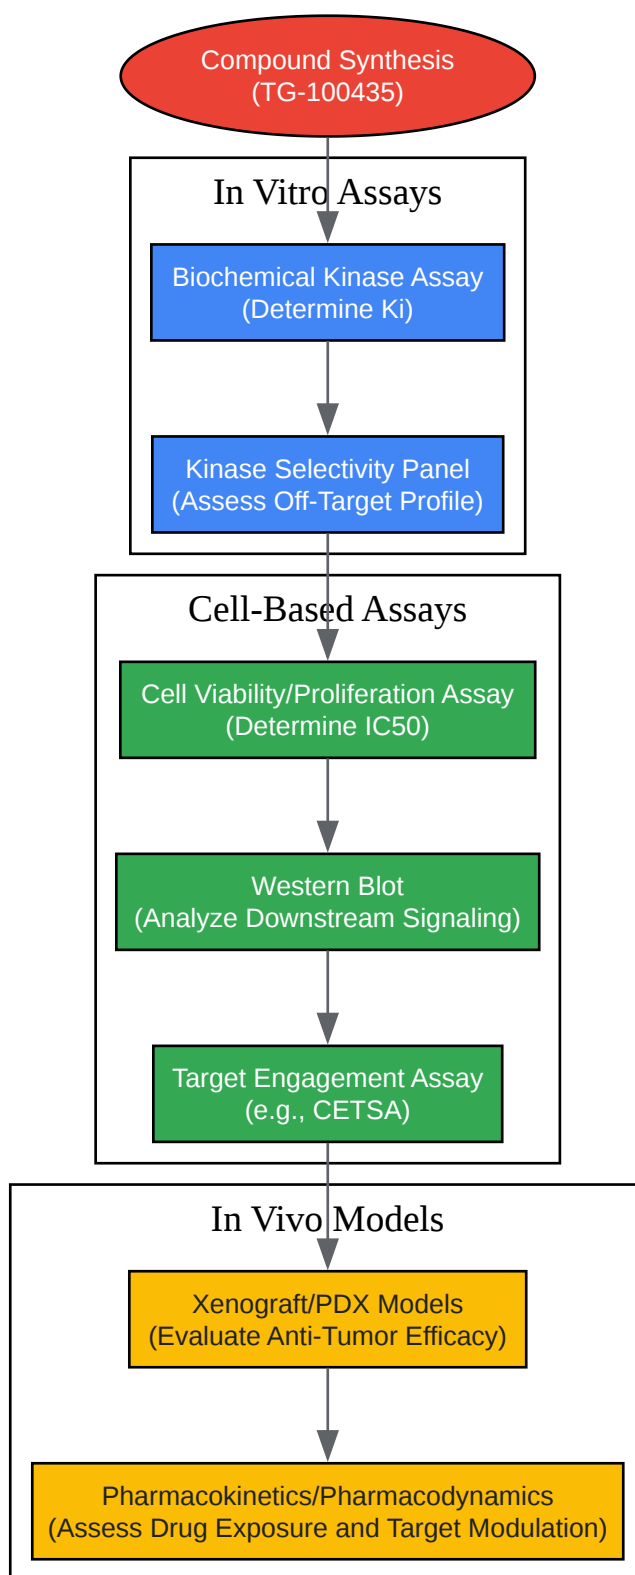 Compound Synthesis
(TG-100435)
In Vitro Assays
Biochemical Kinase Assay
(Determine Ki)
Kinase Selectivity Panel
(Assess Off-Target Profile)
Cell-Based Assays
Cell Viability/Proliferation Assay
(Determine IC50)
Western Blot
(Analyze Downstream Signaling)
Target Engagement Assay
(e.g., CETSA)
In Vivo Models
Xenograft/PDX Models
(Evaluate Anti-Tumor Efficacy)
Pharmacokinetics/Pharmacodynamics
(Assess Drug Exposure and Target Modulation)